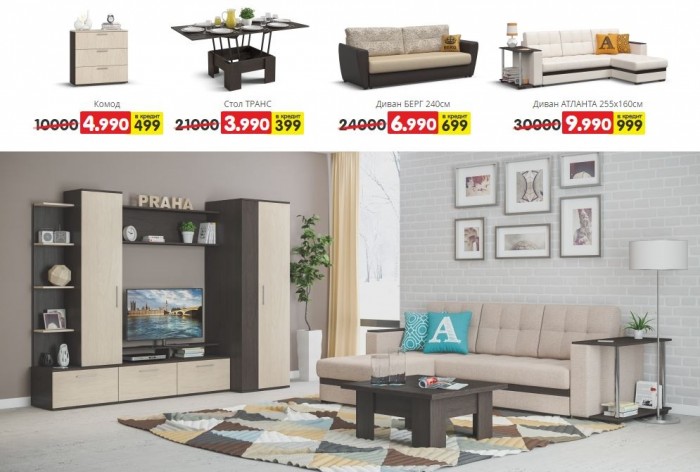 Комод
Стол ТРАНС
Диван БЕРГ 240см
Диван АТЛАНТА 255x160см
10000 4.990 в кредит 499
21000 3.990 в кредит 399
24000 6.990 в кредит 699
30000 9.990 в кредит 999
A
PRAHA
A